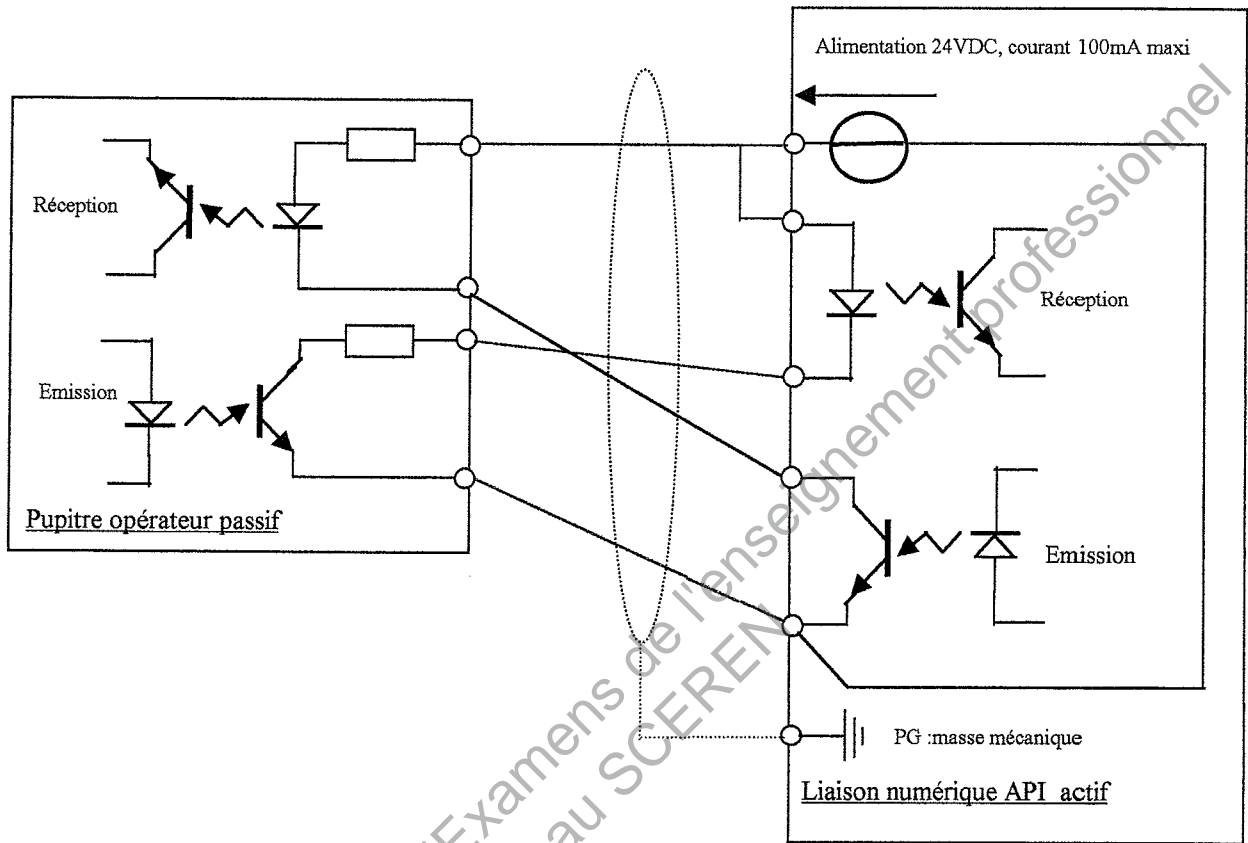 Alimentation 24VDC, courant 100mA maxi
Réception
Emission
Pupitre opérateur passif
Réception
Emission
PG :masse mécanique
Liaison numérique API actif
Examens de l'enseignement professionnel
au SCEREN